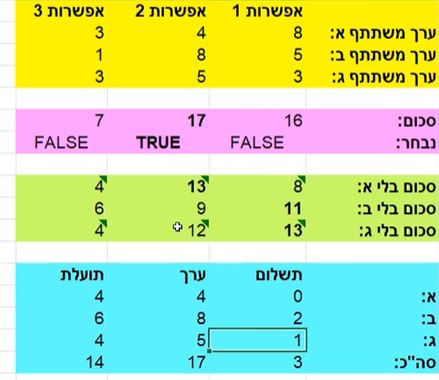 אפשרות 1 אפשרות 2 אפשרות 3
ערך משתתף א: 8 4 3
ערך משתתף ב: 5 8 1
ערך משתתף ג: 3 5 3
סכום: 16 17 7
נבחר: FALSE TRUE FALSE
סכום בלי א: 8 13 4
סכום בלי ב: 11 9 6
סכום בלי ג: 13 12 4
תשלום ערך תועלת
א: 0 4 4
ב: 2 8 6
ג: 1 5 4
סה"כ: 3 17 14